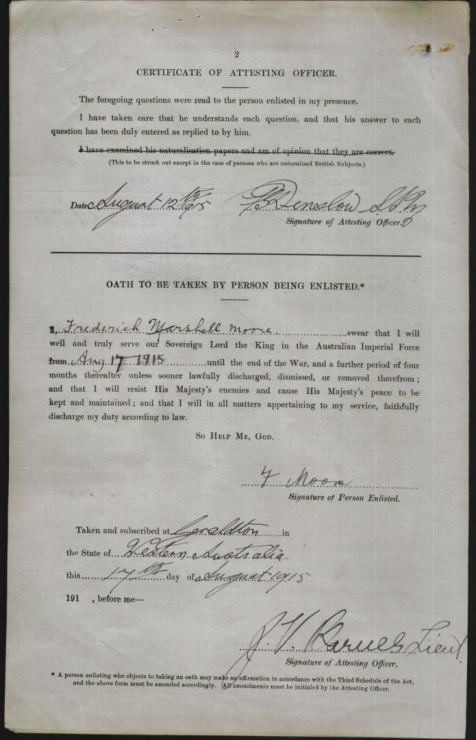 2
CERTIFICATE OF ATTESTING OFFICER.
The foregoing questions were read to the person enlisted in my presence.
I have taken care that he understands each question, and that his answer to each
question has been duly entered as replied to by him.
I have examined his naturalisation papers and am of opinion that they are correct.
(This to be struck out except in the case of persons who are naturalised British Subjects.)
Date August 12th 15
Signature of Attesting Officer.
OATH TO BE TAKEN BY PERSON BEING ENLISTED.*
I, Frederick Marshall Moore swear that I will
well and truly serve our Sovereign Lord the King in the Australian Imperial Force
from Aug 17 1915 until the end of the War, and a further period of four
months thereafter unless sooner lawfully discharged, dismissed, or removed therefrom;
and that I will resist His Majesty's enemies and cause His Majesty's peace to be
kept and maintained; and that I will in all matters appertaining to my service, faithfully
discharge my duty according to law.
SO HELP ME, GOD.
F Moore
Signature of Person Enlisted.
Taken and subscribed at Geraldton in
the State of Western Australia
this 17th day of August 1915
191 , before me—
J. V. Lieut.
Signature of Attesting Officer.
* A person enlisting who objects to taking an oath may make an affirmation in accordance with the Third Schedule of the Act,
and the above form must be amended accordingly. (All amendments must be initialed by the Attesting Officer.